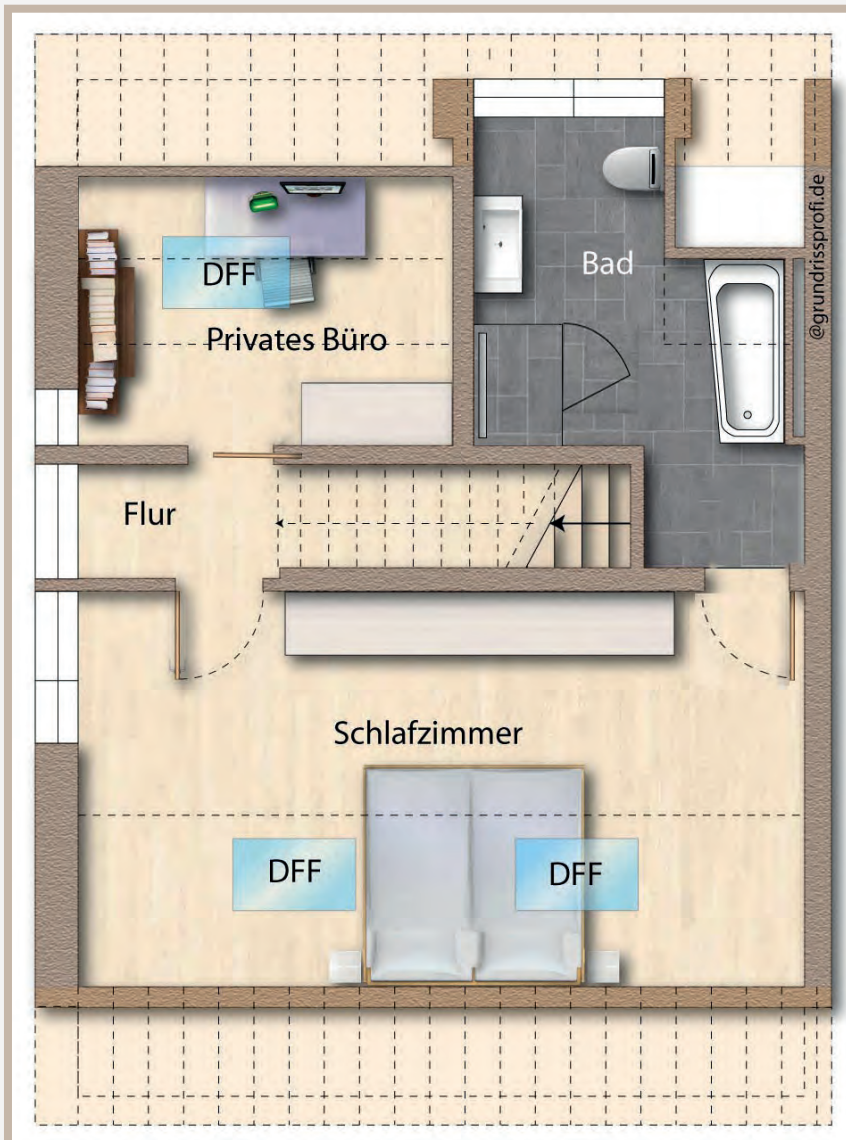 @grundrissprofi.de
Bad
DFF
Privates Büro
Flur
Schlafzimmer
DFF
DFF